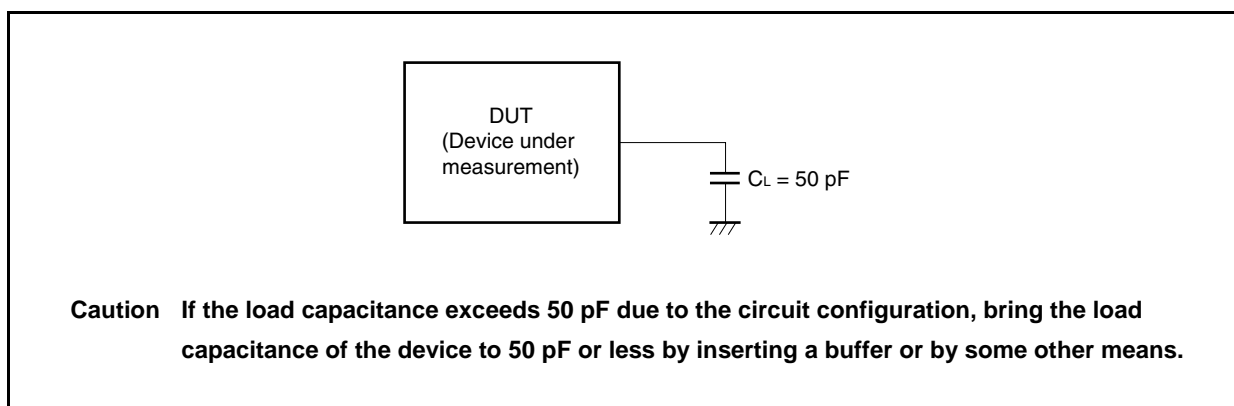 DUT
(Device under
measurement)
CL = 50 pF
Caution If the load capacitance exceeds 50 pF due to the circuit configuration, bring the load
capacitance of the device to 50 pF or less by inserting a buffer or by some other means.